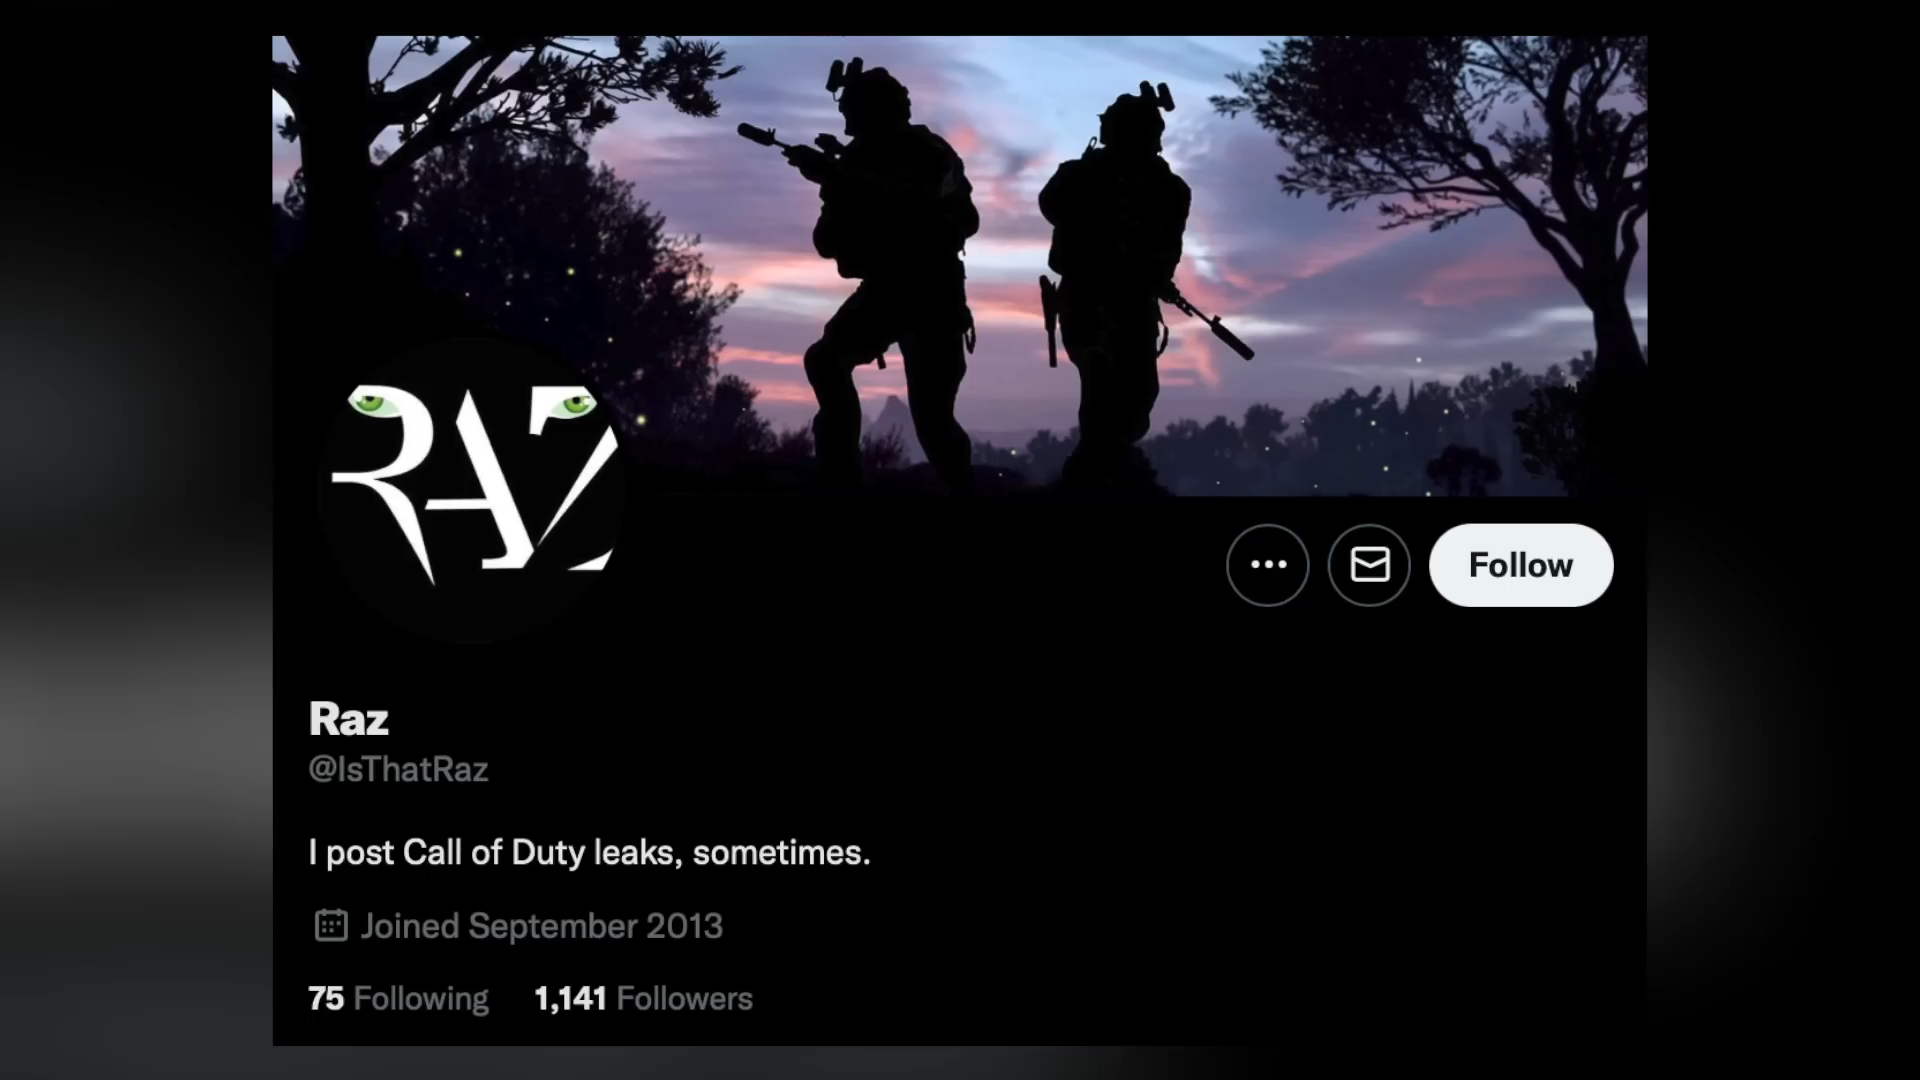 RAZ
Follow
Raz
@IsThatRaz
I post Call of Duty leaks, sometimes.
Joined September 2013
75 Following 1,141 Followers